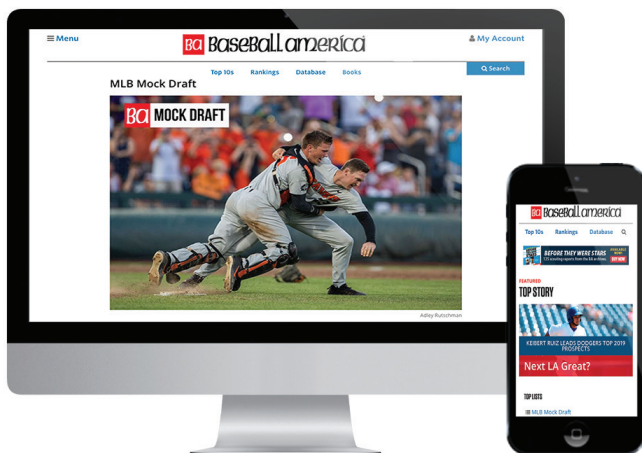 Menu
BA BaseBall america
My Account
Top 10s Rankings Database Books
Search
MLB Mock Draft
BA MOCK DRAFT
Adley Rutschman
BA BaseBall america
Top 10s Rankings Database
BEFORE THEY WERE STARS
BUY NOW
FEATURED
TOP STORY
KEIBERT RUIZ LEADS DODGERS TOP 2019
PROSPECTS
Next LA Great?
TOP LISTS
MLB Mock Draft